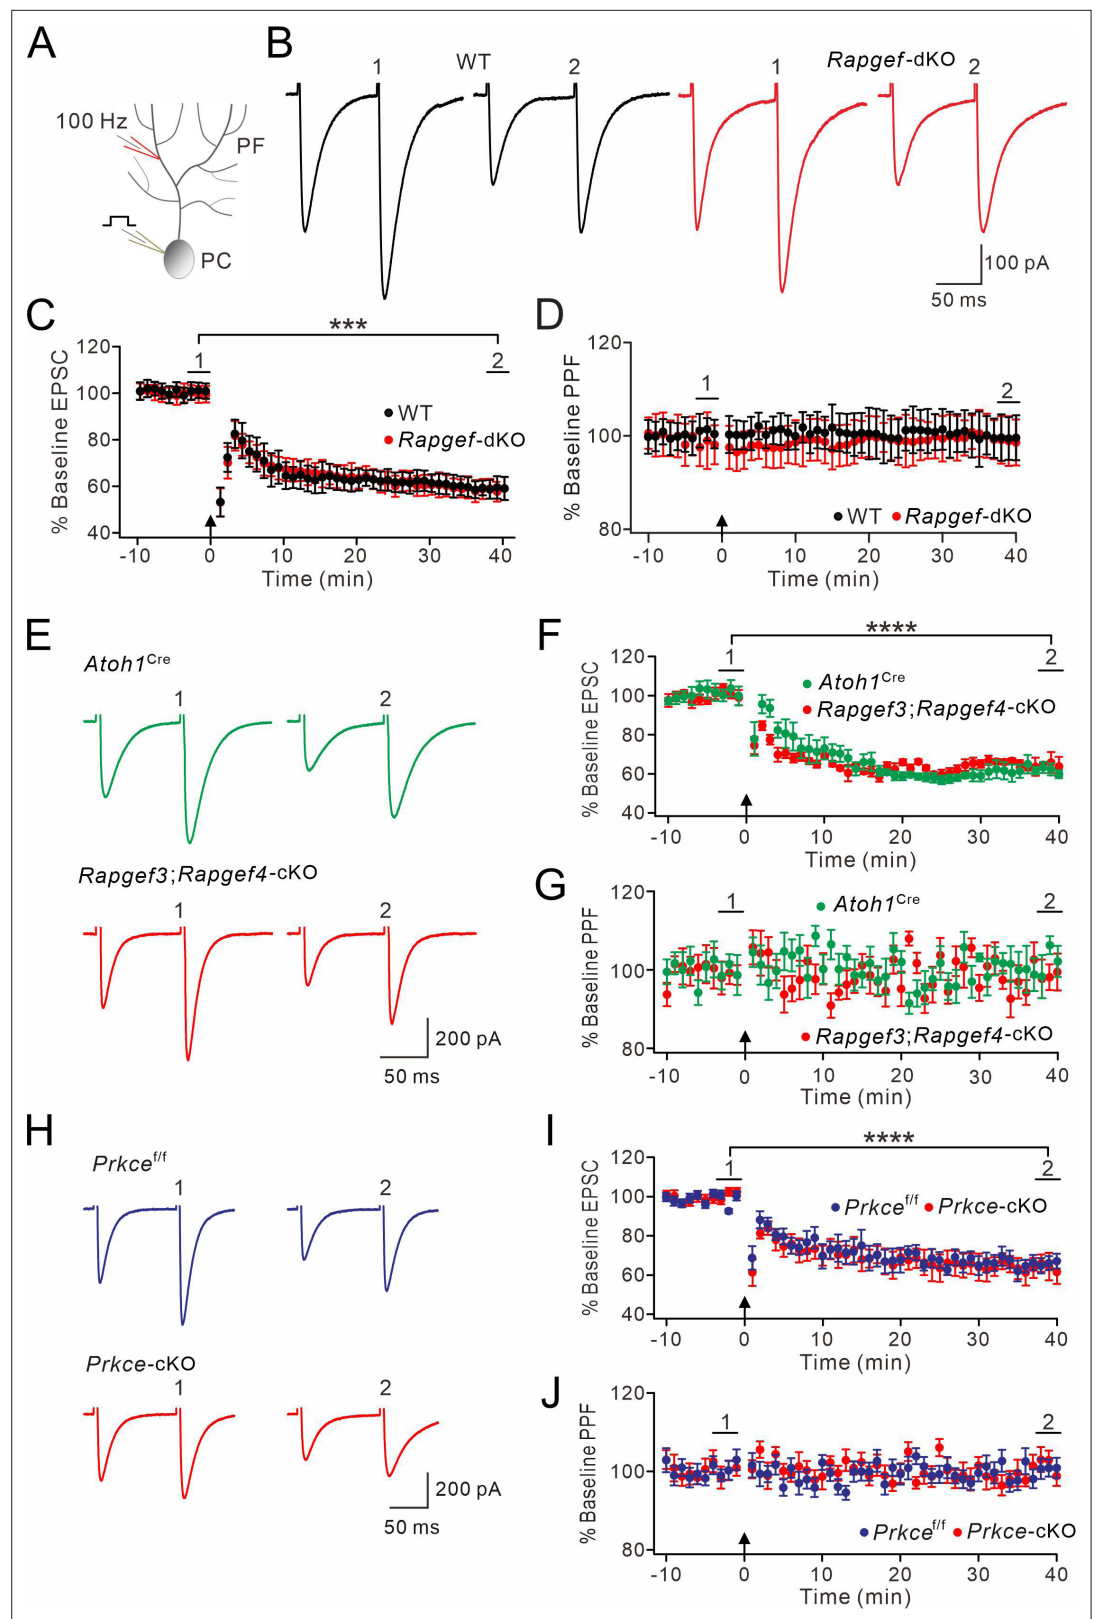 A
100 Hz
PF
PC
B
WT
Rapgef-dKO
1
2
1
2
100 pA
50 ms
C
***
% Baseline EPSC
120
100
80
60
40
1
2
WT
Rapgef-dKO
-10
0
10
20
30
40
Time (min)
D
% Baseline PPF
120
100
80
1
2
WT
Rapgef-dKO
-10
0
10
20
30
40
Time (min)
E
Atoh1Cre
1
2
Rapgef3;Rapgef4-cKO
1
2
200 pA
50 ms
F
****
% Baseline EPSC
120
100
80
60
40
1
2
Atoh1Cre
Rapgef3;Rapgef4-cKO
-10
0
10
20
30
40
Time (min)
G
% Baseline PPF
120
100
80
1
2
Atoh1Cre
Rapgef3;Rapgef4-cKO
-10
0
10
20
30
40
Time (min)
H
Prkcef/f
1
2
Prkce-cKO
1
2
200 pA
50 ms
I
****
% Baseline EPSC
120
100
80
60
40
1
2
Prkcef/f
Prkce-cKO
-10
0
10
20
30
40
Time (min)
J
% Baseline PPF
120
100
80
1
2
Prkcef/f
Prkce-cKO
-10
0
10
20
30
40
Time (min)